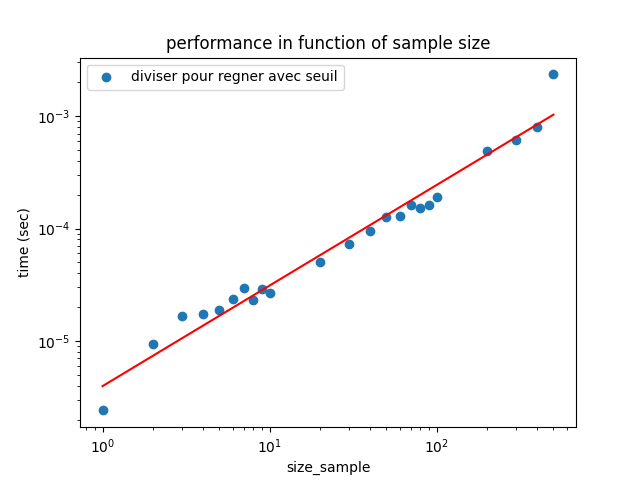 performance in function of sample size
diviser pour regner avec seuil
10⁻³
10⁻⁴
10⁻⁵
time (sec)
10⁰ 10¹ 10²
size_sample